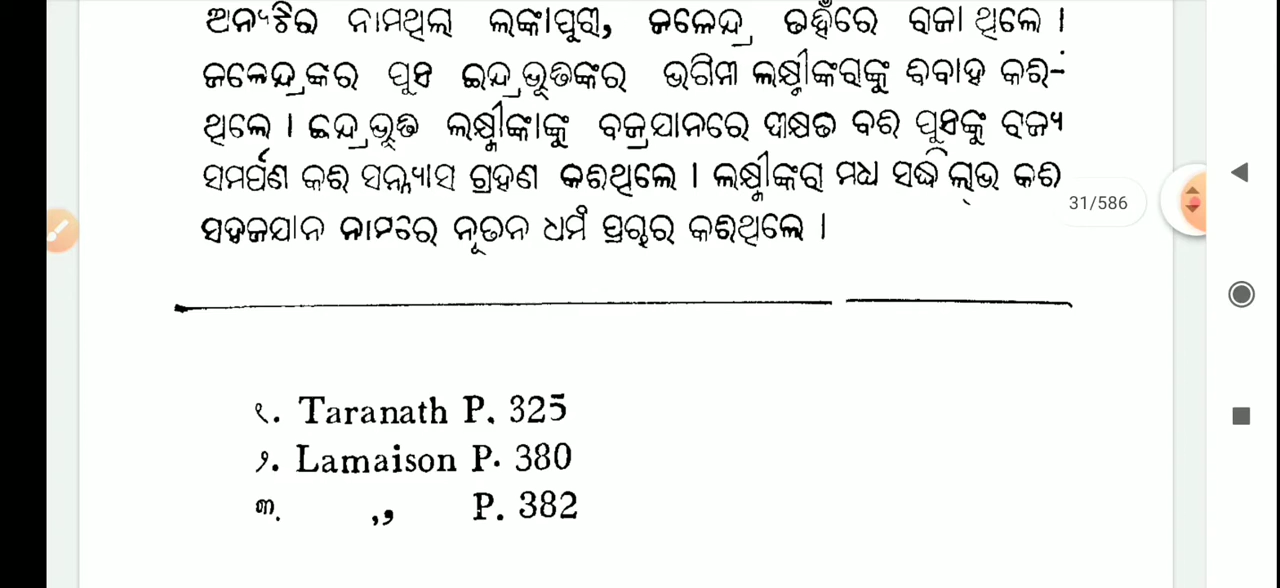 ଅନ୍ୟଟିର ନାମଥିଲା ଲଙ୍କାପୁରୀ, ଜଳେନ୍ଦ୍ର ତହିଁରେ ରାଜା ଥିଲେ ।
ଜଳେନ୍ଦ୍ରଙ୍କର ପୁତ୍ର ଇନ୍ଦ୍ରଭୂତିଙ୍କର ଭଗିନୀ ଲକ୍ଷ୍ମୀଙ୍କରାଙ୍କୁ ବିବାହ କରି-
ଥିଲେ । ଇନ୍ଦ୍ରଭୂତି ଲକ୍ଷ୍ମୀଙ୍କାଙ୍କୁ ବଜ୍ରଯାନରେ ଦୀକ୍ଷିତ କରି ପୁତ୍ରଙ୍କୁ ରାଜ୍ୟ
ସମର୍ପଣ କରି ସନ୍ନ୍ୟାସ ଗ୍ରହଣ କରିଥିଲେ । ଲକ୍ଷ୍ମୀଙ୍କରା ମଧ୍ୟ ସିଦ୍ଧି ଲାଭ କରି
ସହଜଯାନ ନାମରେ ନୂତନ ଧର୍ମ ପ୍ରଚାର କରିଥିଲେ ।
୧. Taranath P. 325
୨. Lamaison P. 380
୩. ,, P. 382
31/586